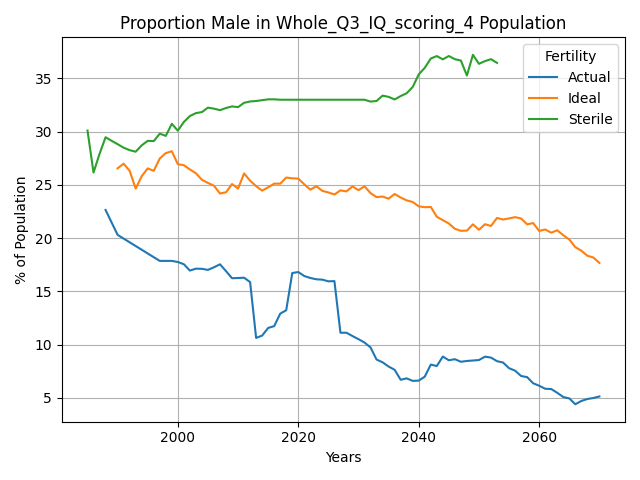 Proportion Male in Whole_Q3_IQ_scoring_4 Population
Fertility
Actual
Ideal
Sterile
% of Population
35
30
25
20
15
10
5
2000 2020 2040 2060
Years